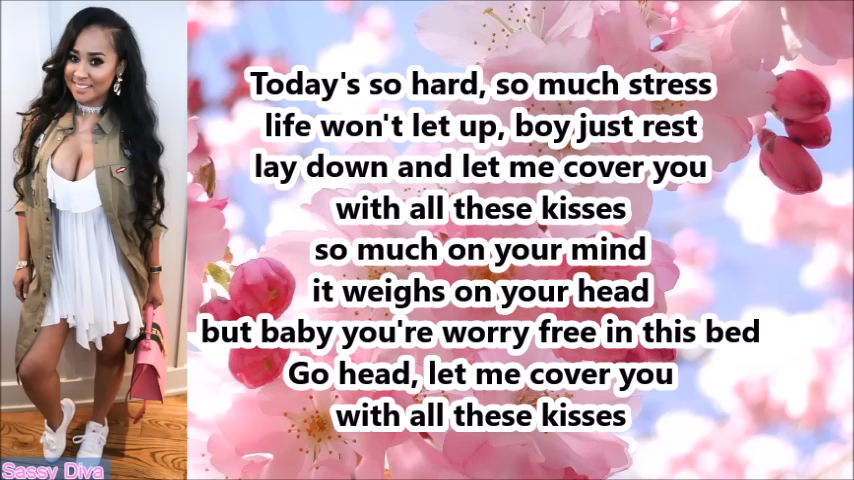 Today's so hard, so much stress
life won't let up, boy just rest
lay down and let me cover you
with all these kisses
so much on your mind
it weighs on your head
but baby you're worry free in this bed
Go head, let me cover you
with all these kisses
Sassy Diva